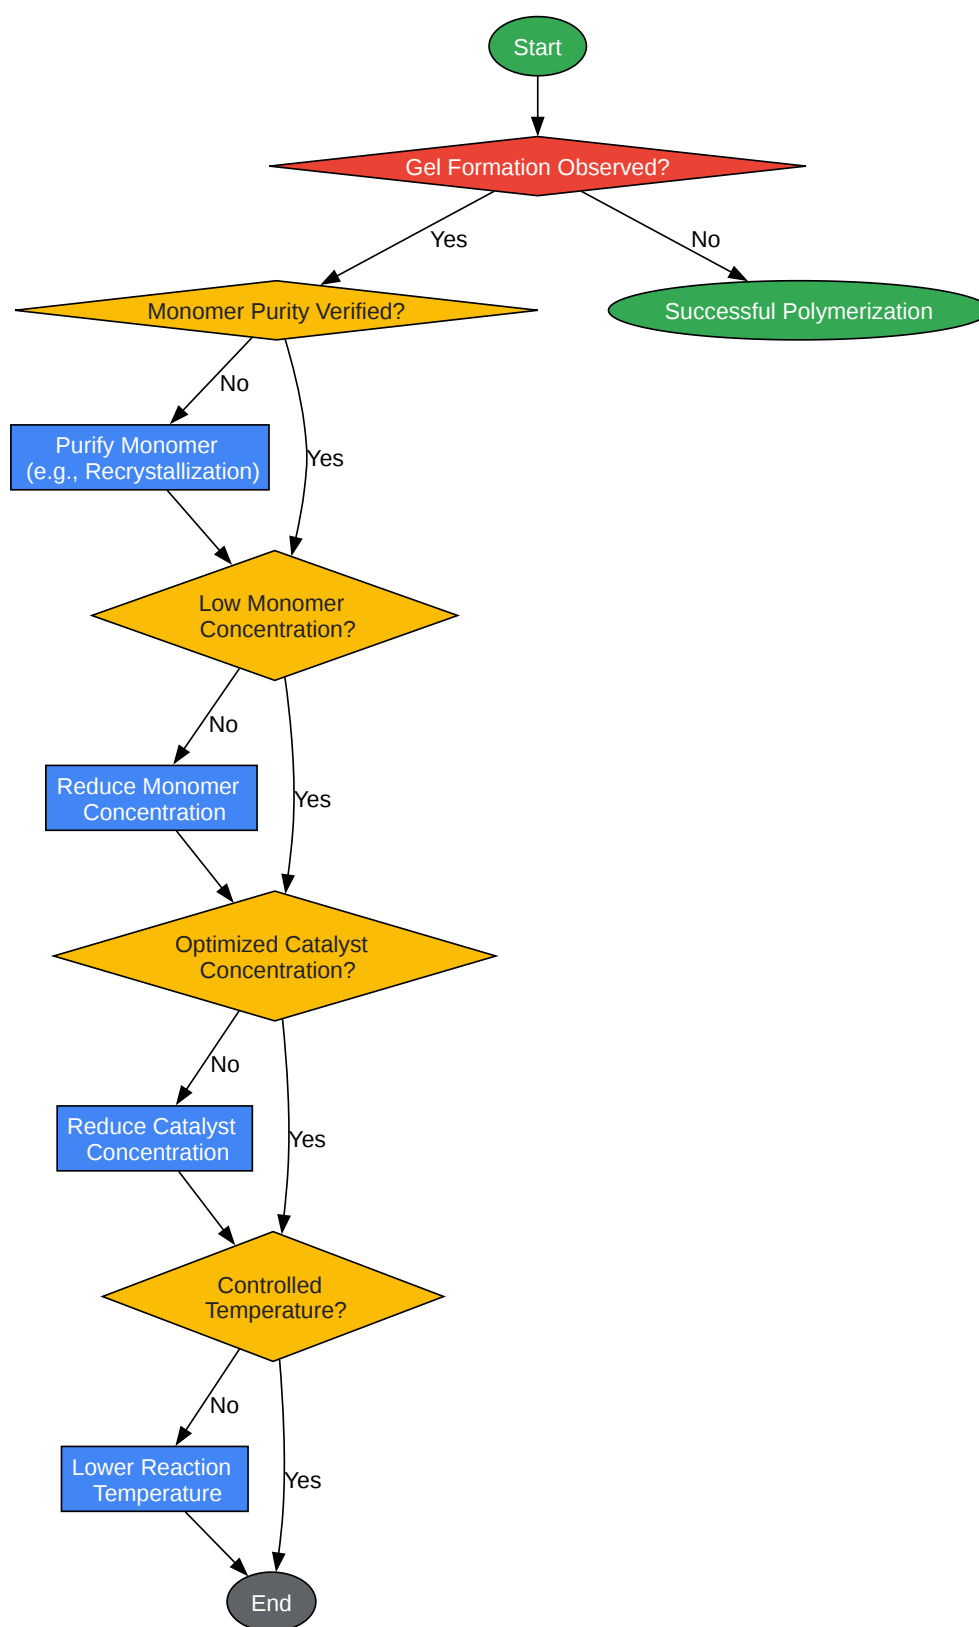 Start
Gel Formation Observed?
Yes
No
Monomer Purity Verified?
Successful Polymerization
No
Purify Monomer
(e.g., Recrystallization)
Yes
Low Monomer
Concentration?
No
Reduce Monomer
Concentration
Yes
Optimized Catalyst
Concentration?
No
Reduce Catalyst
Concentration
Yes
Controlled
Temperature?
No
Lower Reaction
Temperature
Yes
End